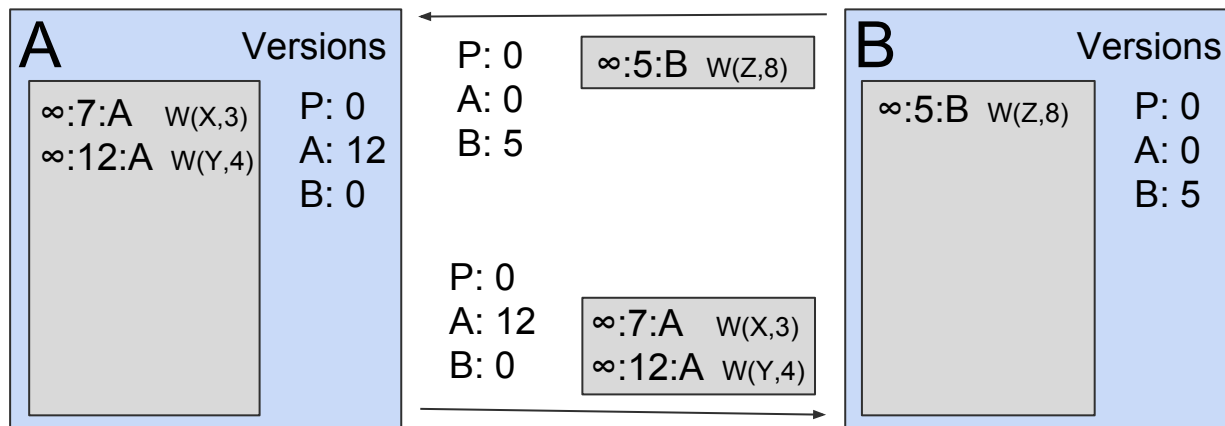 A
Versions
∞:7:A W(X,3)
∞:12:A W(Y,4)
P: 0
A: 12
B: 0
P: 0
A: 0
B: 5
∞:5:B W(Z,8)
P: 0
A: 12
B: 0
∞:7:A W(X,3)
∞:12:A W(Y,4)
B
Versions
∞:5:B W(Z,8)
P: 0
A: 0
B: 5